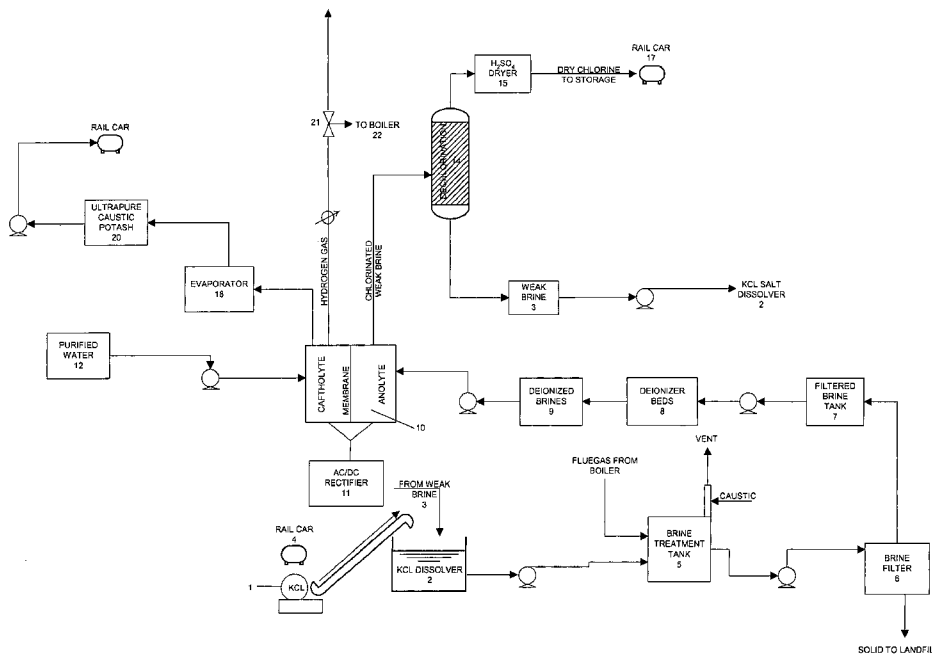 H2SO4
DRYER
15
DRY CHLORINE
TO STORAGE
RAIL CAR
17
21
TO BOILER
22
RAIL CAR
DECHLORINATION
14
ULTRAPURE
CAUSTIC
POTASH
20
HYDROGEN GAS
CHLORINATED
WEAK BRINE
EVAPORATOR
18
WEAK
BRINE
3
KCL SALT
DISSOLVER
2
PURIFIED
WATER
12
CAFTHOLYTE
MEMBRANE
ANOLYTE
10
DEIONIZED
BRINES
9
DEIONIZER
BEDS
8
FILTERED
BRINE
TANK
7
AC/DC
RECTIFIER
11
FROM WEAK
BRINE
3
FLUEGAS FROM
BOILER
VENT
CAUSTIC
RAIL CAR
4
1
KCL
KCL DISSOLVER
2
BRINE
TREATMENT
TANK
5
BRINE
FILTER
6
SOLID TO LANDFIL